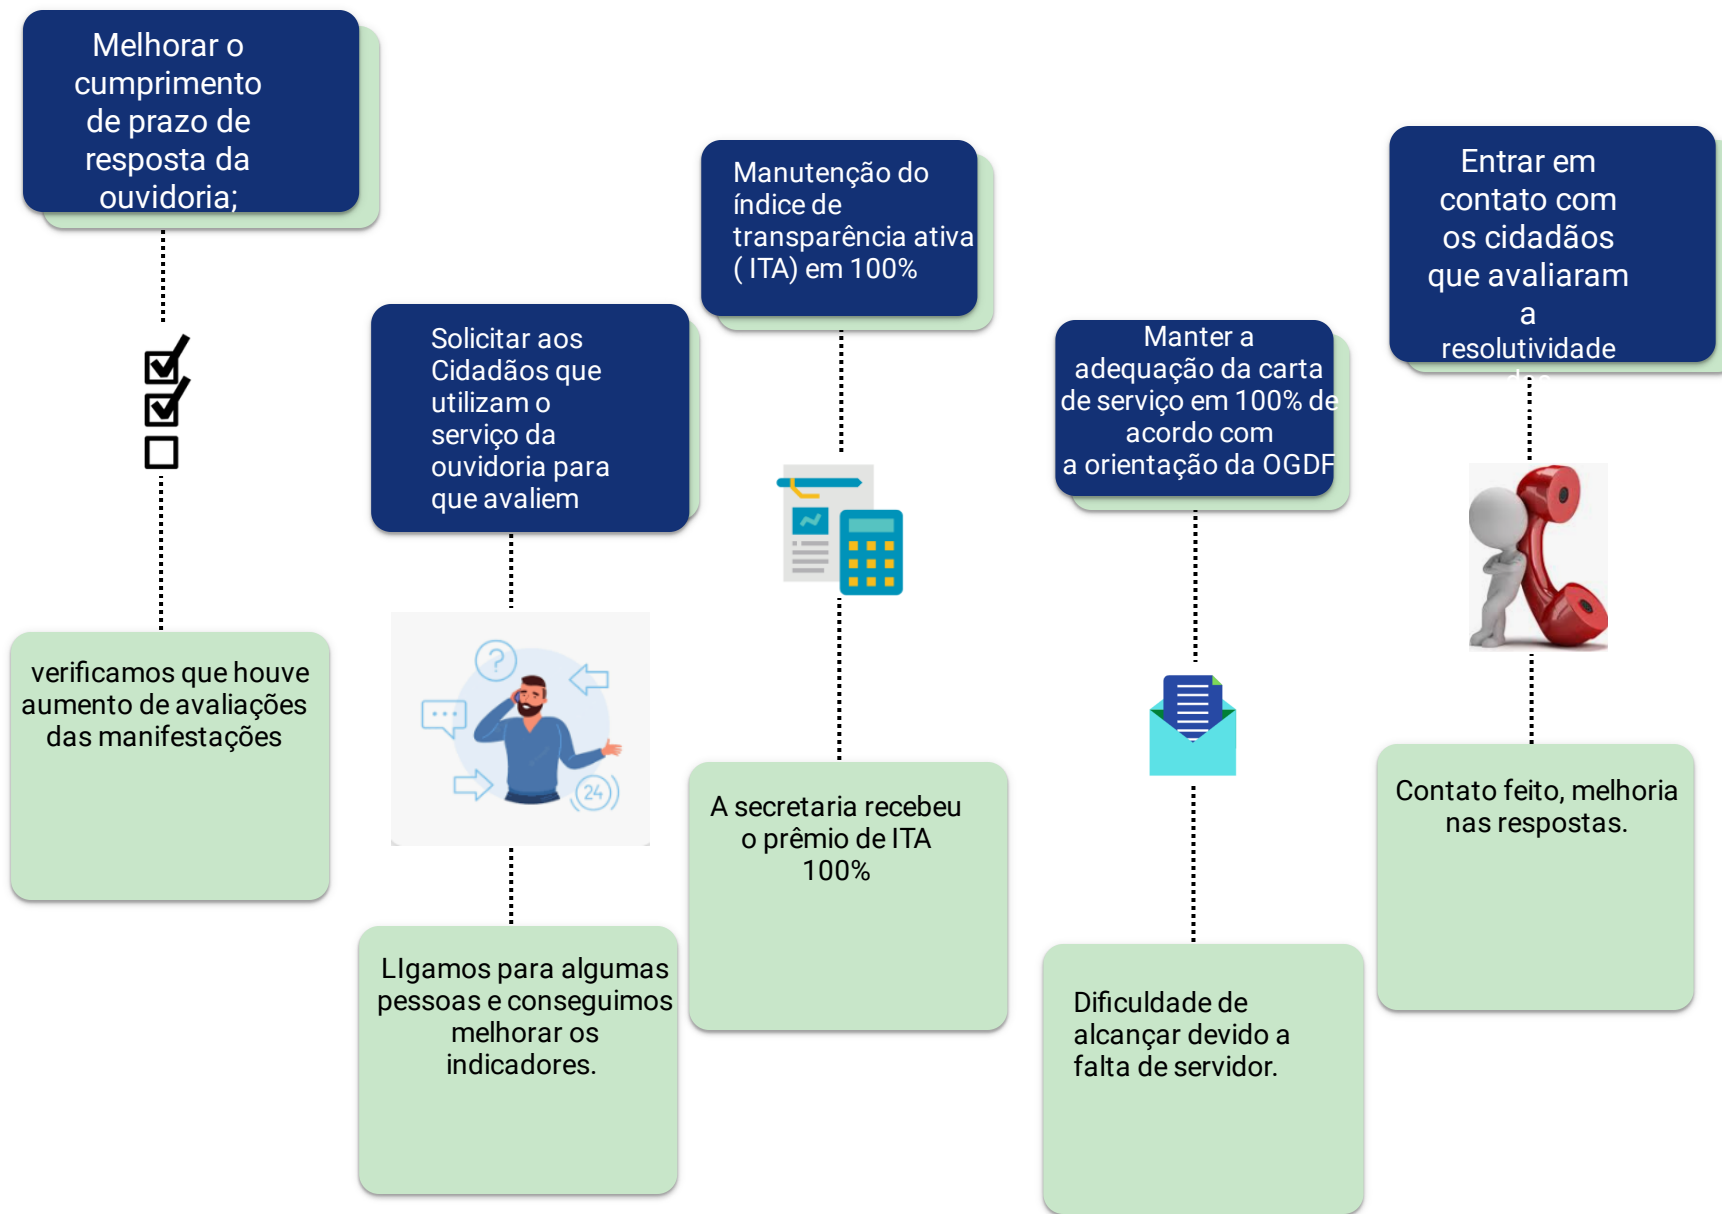 Melhorar o
cumprimento
de prazo de
resposta da
ouvidoria;
verificamos que houve
aumento de avaliações
das manifestações
Solicitar aos
Cidadãos que
utilizam o
serviço da
ouvidoria para
que avaliem
?
24
LIgamos para algumas
pessoas e conseguimos
melhorar os
indicadores.
Manutenção do
índice de
transparência ativa
( ITA) em 100%
A secretaria recebeu
o prêmio de ITA
100%
Manter a
adequação da carta
de serviço em 100% de
acordo com
a orientação da OGDF
Dificuldade de
alcançar devido a
falta de servidor.
Entrar em
contato com
os cidadãos
que avaliaram
a
resolutividade
Contato feito, melhoria
nas respostas.